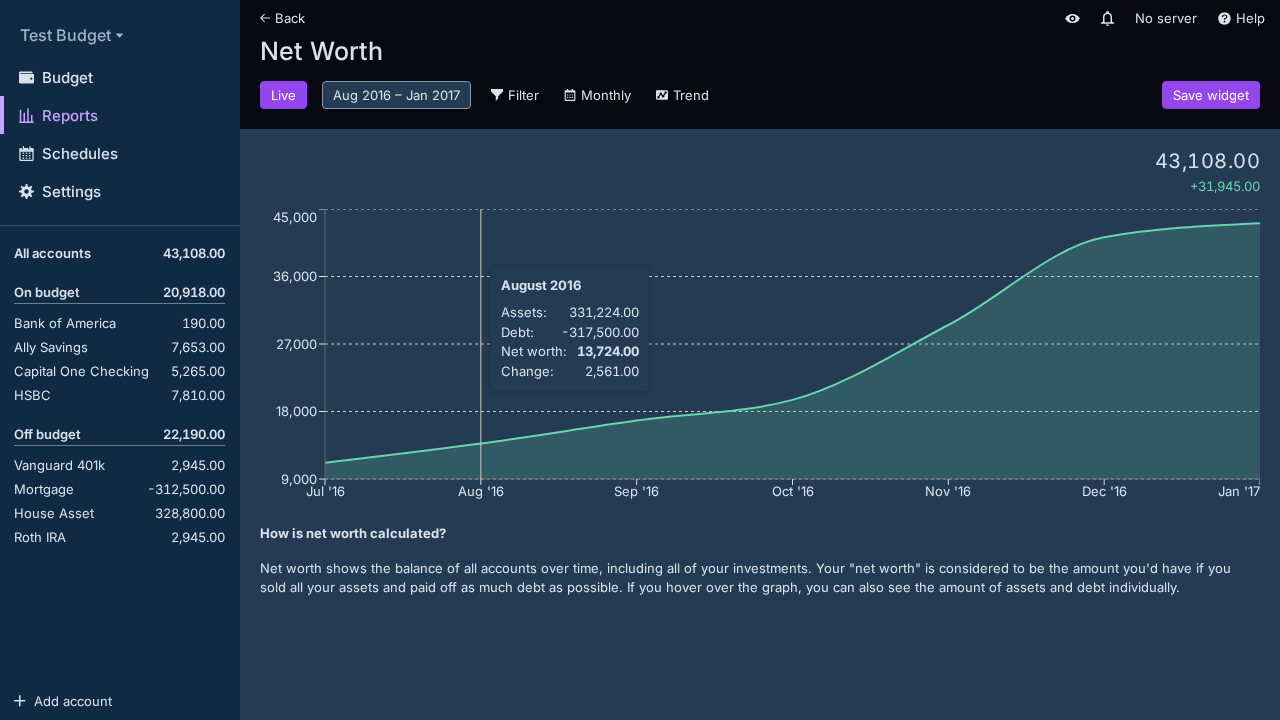 Test Budget
Budget
Reports
Schedules
Settings
All accounts 43,108.00
On budget 20,918.00
Bank of America 190.00
Ally Savings 7,653.00
Capital One Checking 5,265.00
HSBC 7,810.00
Off budget 22,190.00
Vanguard 401k 2,945.00
Mortgage -312,500.00
House Asset 328,800.00
Roth IRA 2,945.00
Add account
Back
No server
Help
Net Worth
Live
Aug 2016 – Jan 2017
Filter
Monthly
Trend
Save widget
43,108.00
+31,945.00
45,000
36,000
27,000
18,000
9,000
August 2016
Assets: 331,224.00
Debt: -317,500.00
Net worth: 13,724.00
Change: 2,561.00
Jul '16 Aug '16 Sep '16 Oct '16 Nov '16 Dec '16 Jan '17
How is net worth calculated?
Net worth shows the balance of all accounts over time, including all of your investments. Your "net worth" is considered to be the amount you'd have if you
sold all your assets and paid off as much debt as possible. If you hover over the graph, you can also see the amount of assets and debt individually.